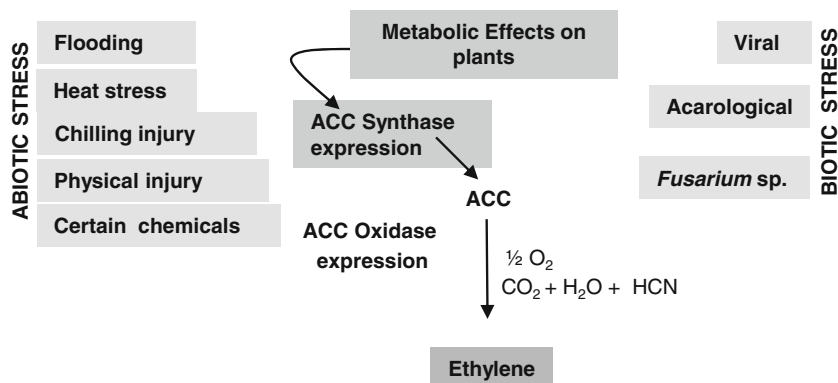 ABIOTIC STRESS
Flooding
Heat stress
Chilling injury
Physical injury
Certain chemicals
Metabolic Effects on
plants
ACC Synthase
expression
ACC
ACC Oxidase
expression
½ O₂
CO₂ + H₂O + HCN
Ethylene
Viral
Acarological
Fusarium sp.
BIOTIC STRESS